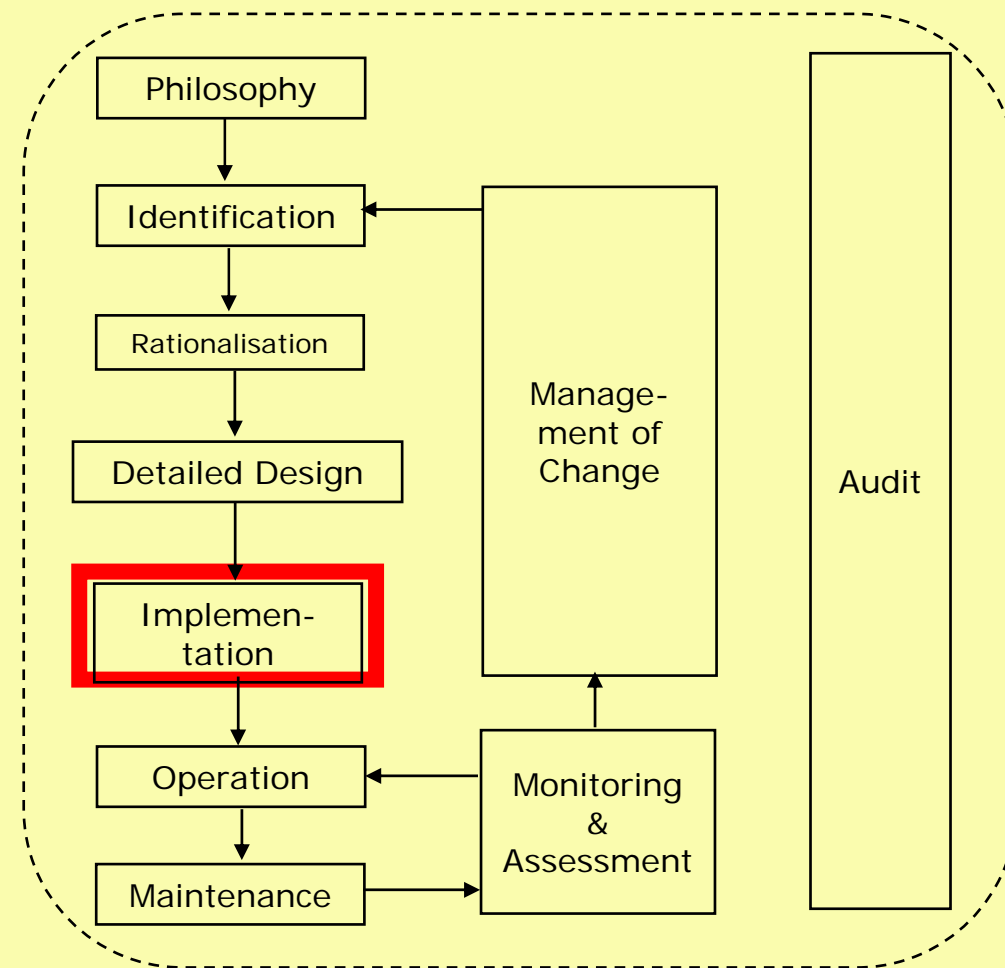 Philosophy
Identification
Rationalisation
Detailed Design
Implemen-
tation
Operation
Maintenance
Manage-
ment of
Change
Monitoring
&
Assessment
Audit